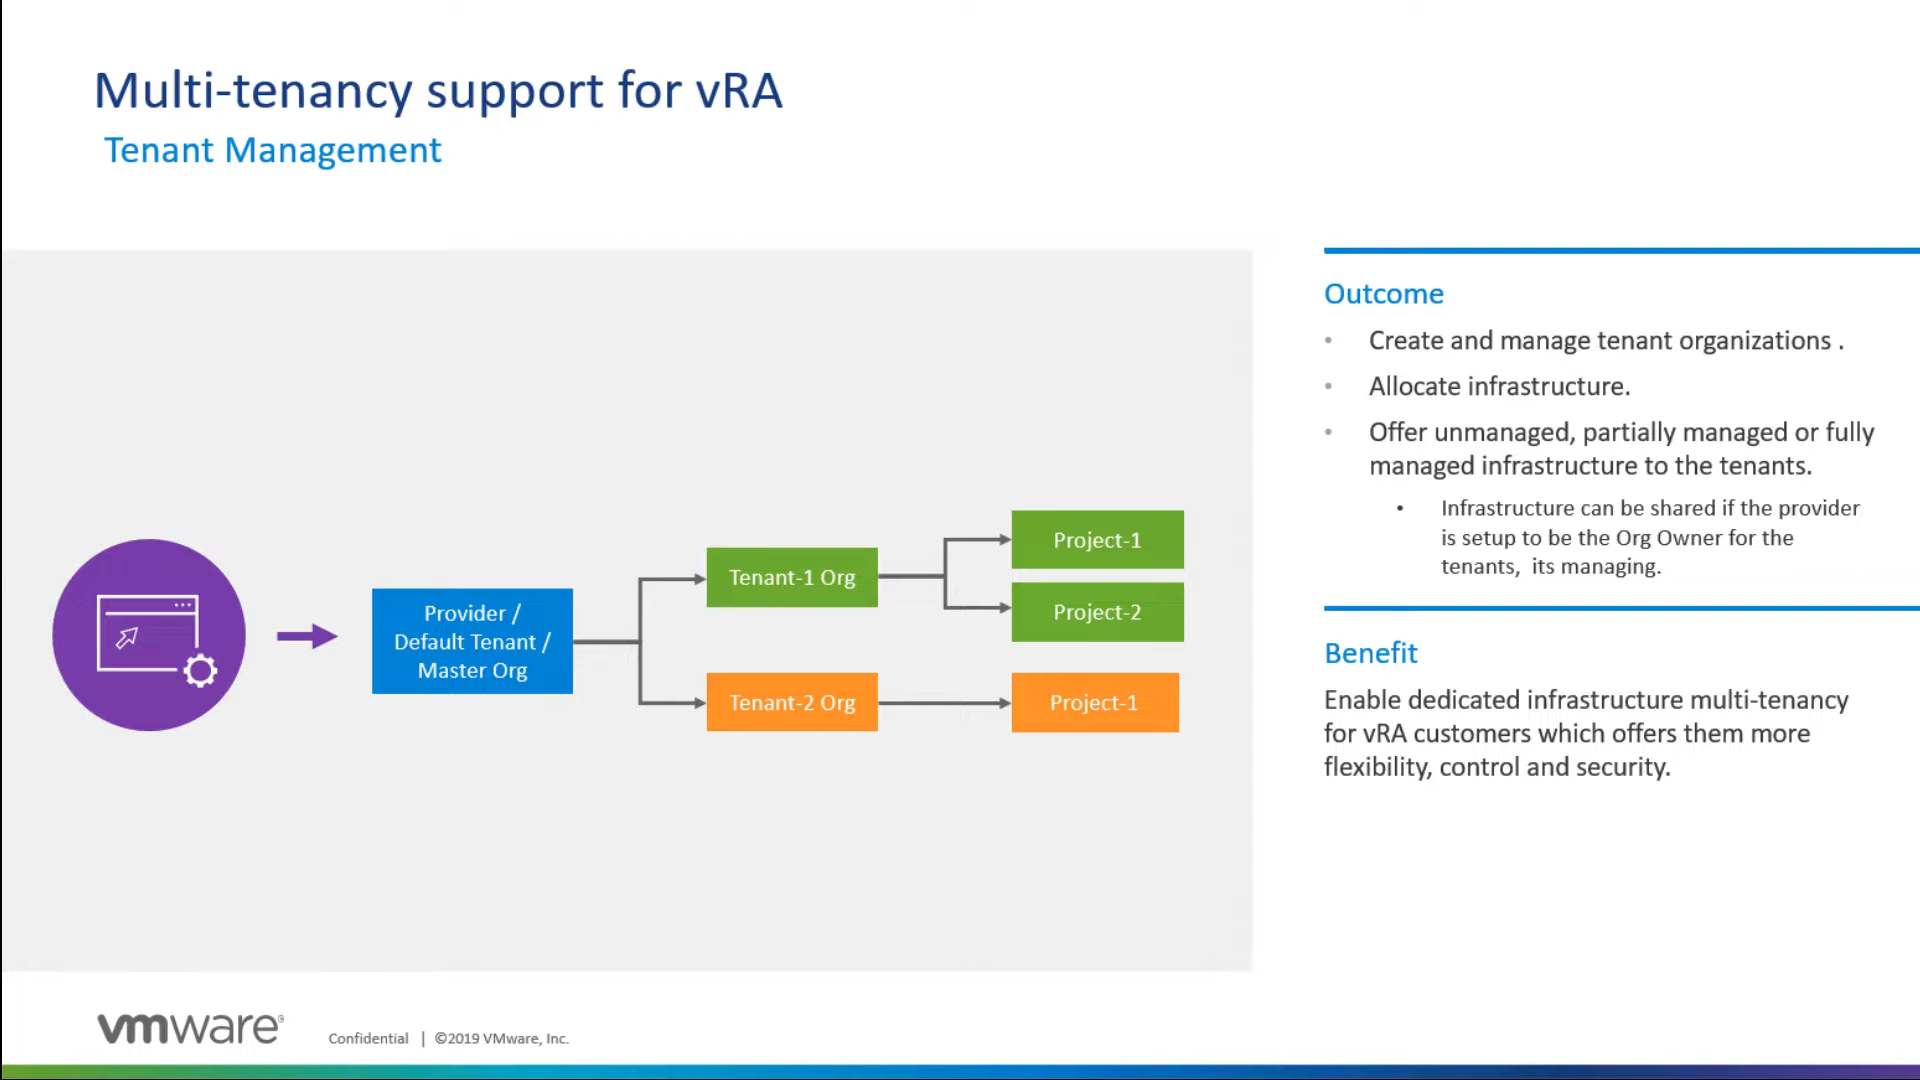 Multi-tenancy support for vRA
Tenant Management
Provider /
Default Tenant /
Master Org
Tenant-1 Org
Tenant-2 Org
Project-1
Project-2
Project-1
Outcome
• Create and manage tenant organizations .
• Allocate infrastructure.
• Offer unmanaged, partially managed or fully
managed infrastructure to the tenants.
• Infrastructure can be shared if the provider
is setup to be the Org Owner for the
tenants,  its managing.
Benefit
Enable dedicated infrastructure multi-tenancy
for vRA customers which offers them more
flexibility, control and security.
vmware®
Confidential | ©2019 VMware, Inc.